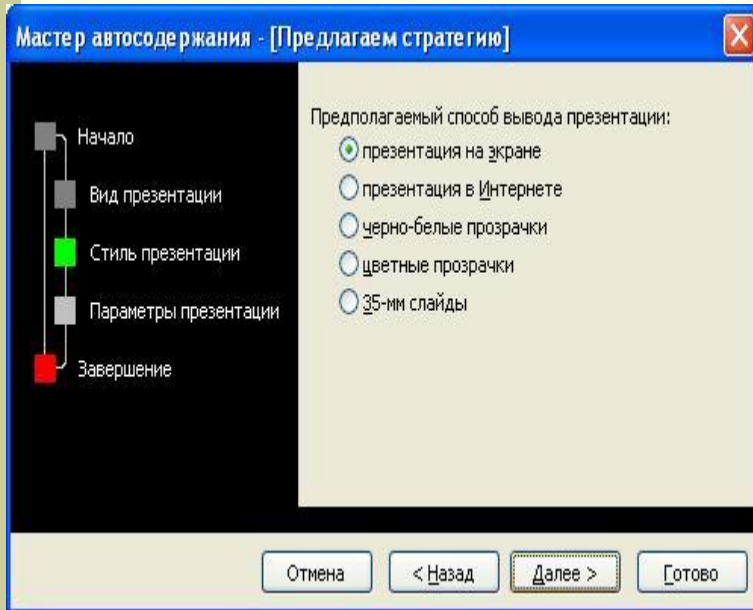 Мастер автосодержания - [Предлагаем стратегию]
Начало
Вид презентации
Стиль презентации
Параметры презентации
Завершение
Предполагаемый способ вывода презентации:
презентация на экране
презентация в Интернете
черно-белые прозрачки
цветные прозрачки
35-мм слайды
Отмена
< Назад
Далее >
Готово